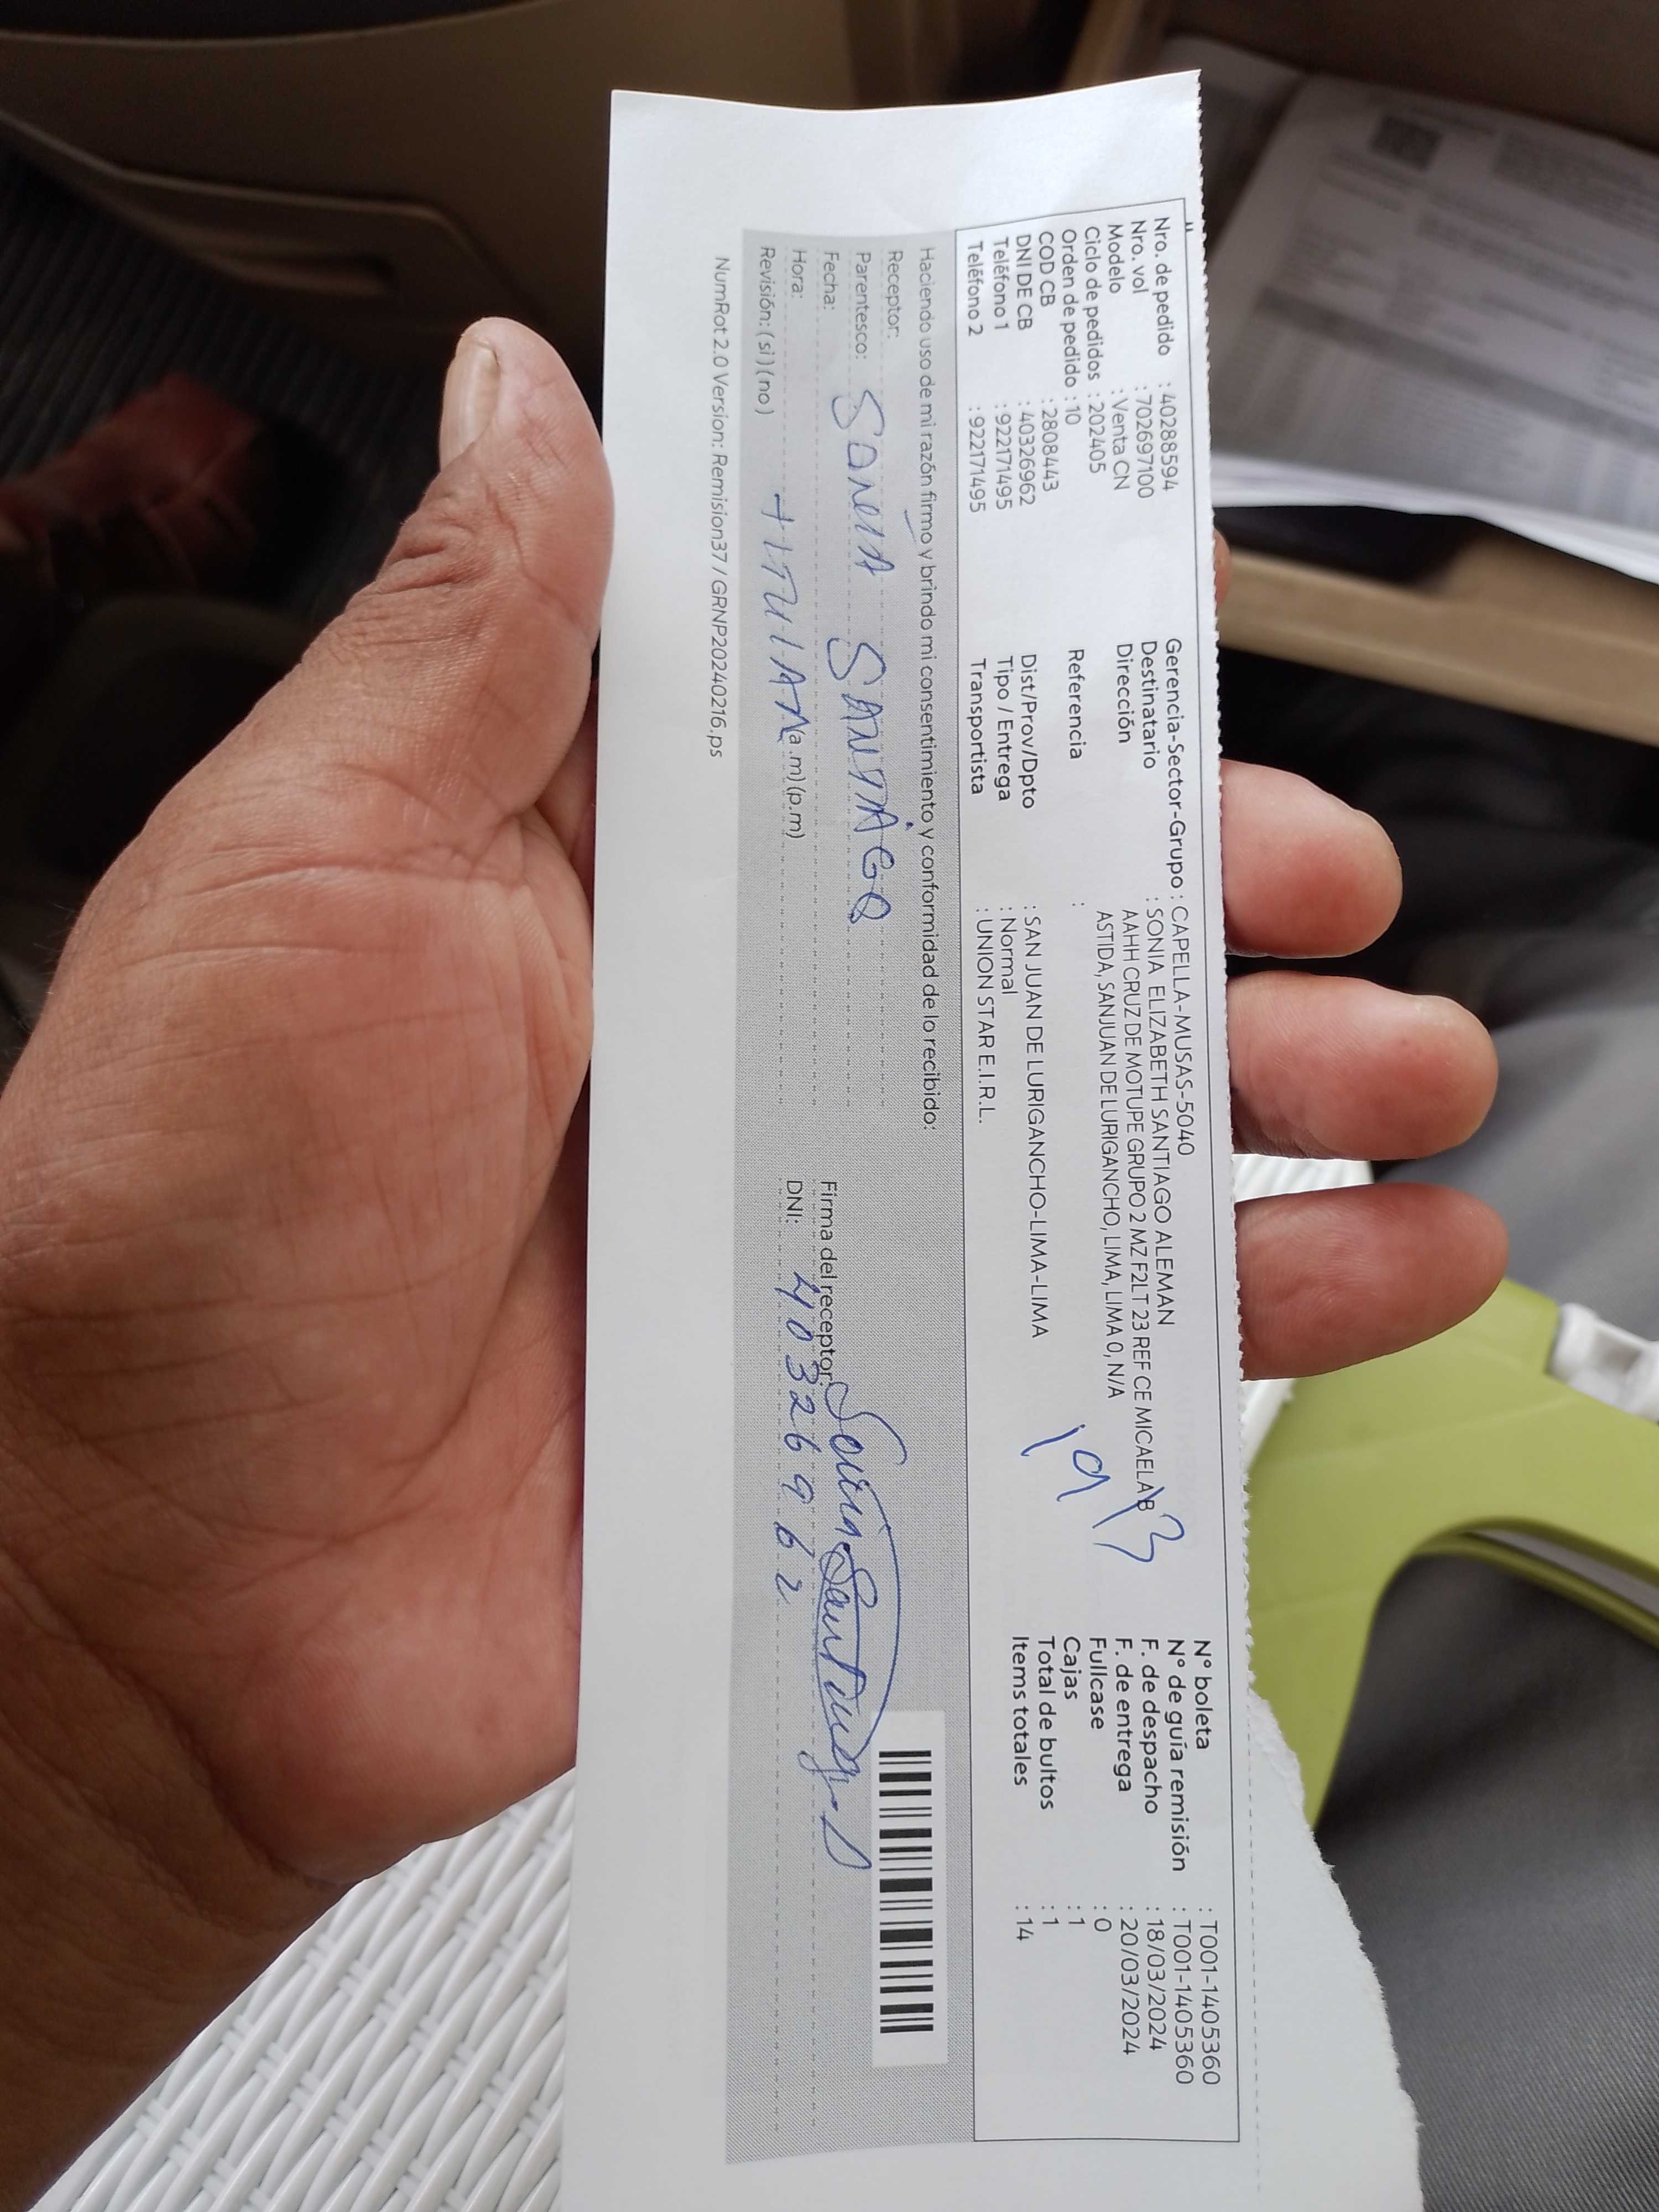 Nro. de pedido : 40288594
Nro. vol : 702697100
Modelo : Venta CN
Ciclo de pedidos : 202405
Orden de pedido : 10
COD CB : 2808443
DNI DE CB : 40326962
Teléfono 1 : 922171495
Teléfono 2 : 922171495
Gerencia-Sector-Grupo : CAPELLA-MUSAS-5040
Destinatario : SONIA ELIZABETH SANTIAGO ALEMAN
Dirección AAHH CRUZ DE MOTUPE GRUPO 2 MZ F2LT 23 REF CE MICAELA B
ASTIDA, SANJUAN DE LURIGANCHO, LIMA, LIMA 0, N/A
Referencia :
Dist/Prov/Dpto : SAN JUAN DE LURIGANCHO-LIMA-LIMA
Tipo / Entrega : Normal
Transportista : UNION STAR E.I.R.L.
N° boleta : T001-1405360
N° de guía remisión : T001-1405360
F. de despacho : 18/03/2024
F. de entrega : 20/03/2024
Fullcase : 0
Cajas : 1
Total de bultos : 1
Items totales : 14
Haciendo uso de mi razón firmo y brindo mi consentimiento y conformidad de lo recibido:
Receptor:
Parentesco: SONIA SANTIAGO
Fecha:
Hora: (a.m)(p.m)
Revisión: (si) (no) TITULAR
Firma del receptor: Sonia Santiago A
DNI: 40326962
NumRot 2.0 Version: Remision37 / GRNP20240216.ps